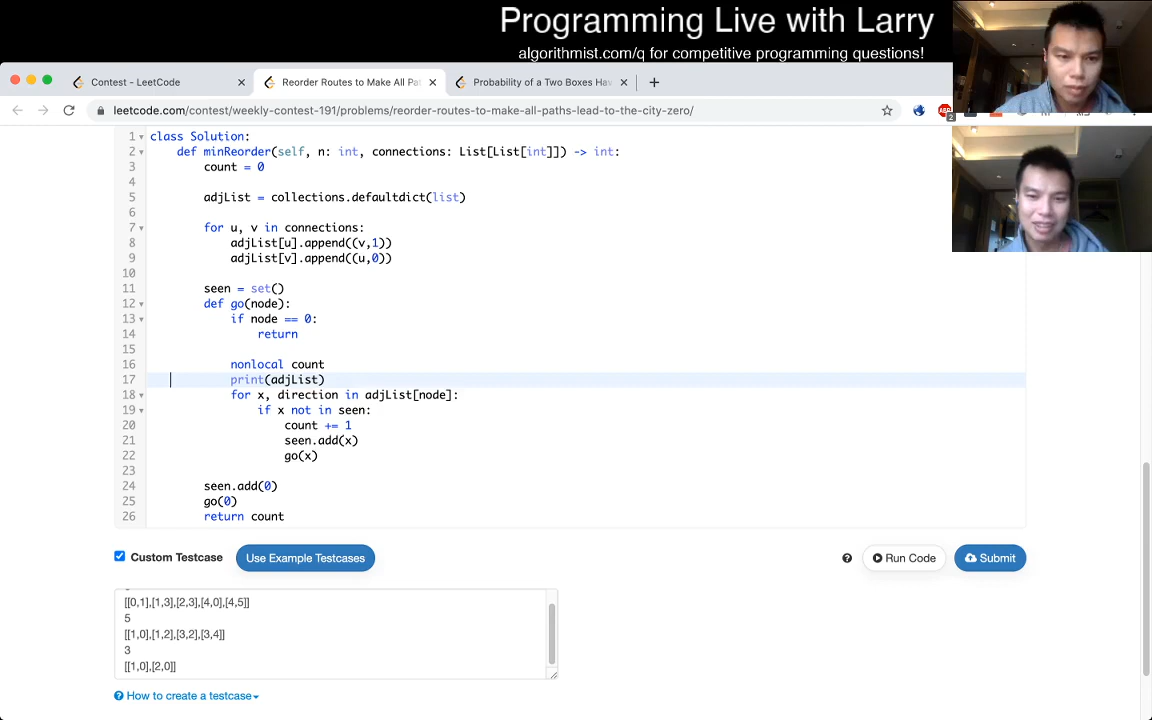 Programming Live with Larry
algorithmist.com/q for competitive programming questions!
Contest - LeetCode
Reorder Routes to Make All Pat
Probability of a Two Boxes Hav
leetcode.com/contest/weekly-contest-191/problems/reorder-routes-to-make-all-paths-lead-to-the-city-zero/
1 class Solution:
2 def minReorder(self, n: int, connections: List[List[int]]) -> int:
3 count = 0
4
5 adjList = collections.defaultdict(list)
6
7 for u, v in connections:
8 adjList[u].append((v,1))
9 adjList[v].append((u,0))
10
11 seen = set()
12 def go(node):
13 if node == 0:
14 return
15
16 nonlocal count
17 print(adjList)
18 for x, direction in adjList[node]:
19 if x not in seen:
20 count += 1
21 seen.add(x)
22 go(x)
23
24 seen.add(0)
25 go(0)
26 return count
Custom Testcase
Use Example Testcases
Run Code
Submit
[[0,1],[1,3],[2,3],[4,0],[4,5]]
5
[[1,0],[1,2],[3,2],[3,4]]
3
[[1,0],[2,0]]
How to create a testcase